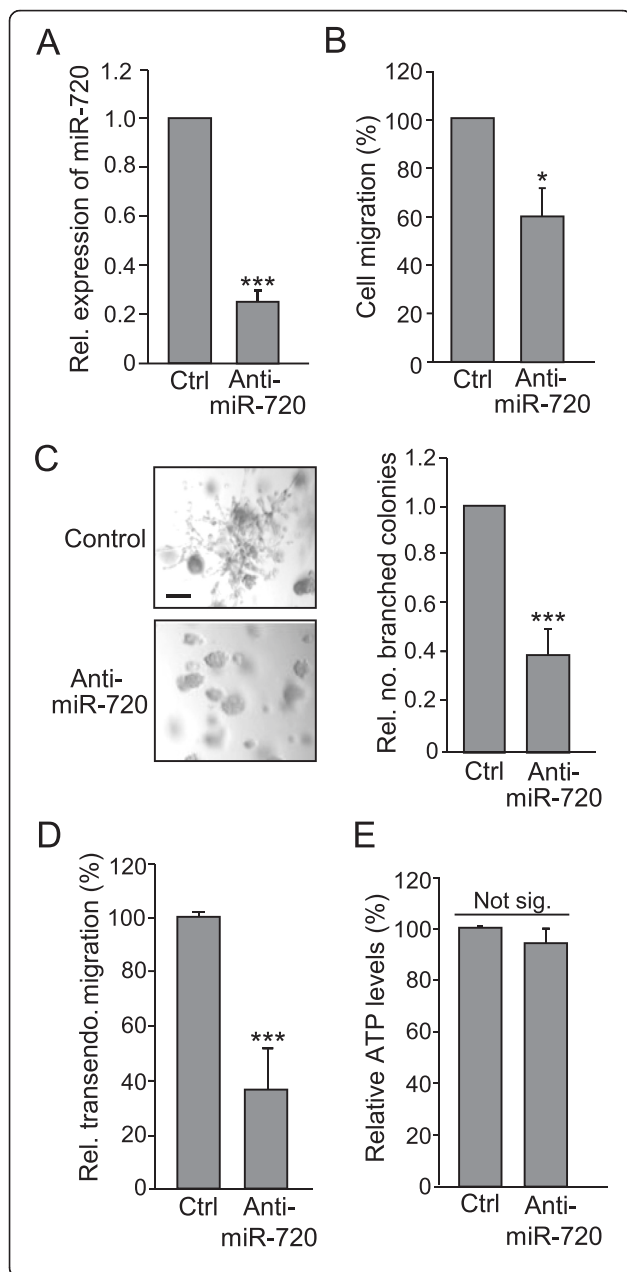 A
Rel. expression of miR-720
1.2
1.0
0.8
0.6
0.4
0.2
0
***
Ctrl
Anti-
miR-720
B
Cell migration (%)
120
100
80
60
40
20
0
*
Ctrl
Anti-
miR-720
C
Control
Anti-
miR-720
Rel. no. branched colonies
1.2
1.0
0.8
0.6
0.4
0.2
0
***
Ctrl
Anti-
miR-720
D
Rel. transendo. migration (%)
120
100
80
60
40
20
0
***
Ctrl
Anti-
miR-720
E
Relative ATP levels (%)
120
100
80
60
40
20
0
Not sig.
Ctrl
Anti-
miR-720